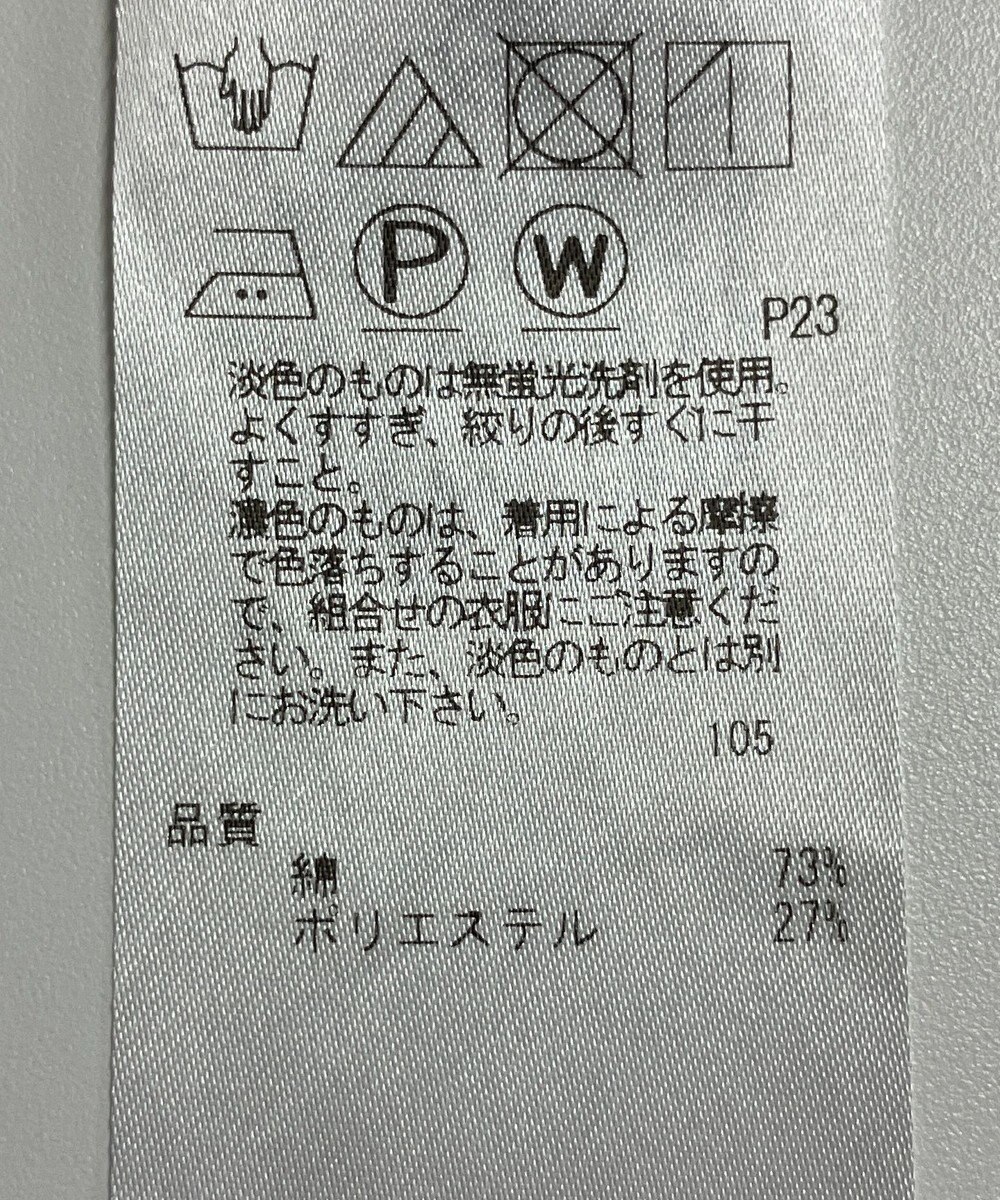 P W
P23
淡色のものは無蛍光洗剤を使用。
よくすすぎ、絞りの後すぐに干
すこと。
濃色のものは、着用による摩擦
で色落ちすることがありますの
で、組合せの衣服にご注意くだ
さい。また、淡色のものとは別
にお洗い下さい。
105
品質
綿 73%
ポリエステル 27%